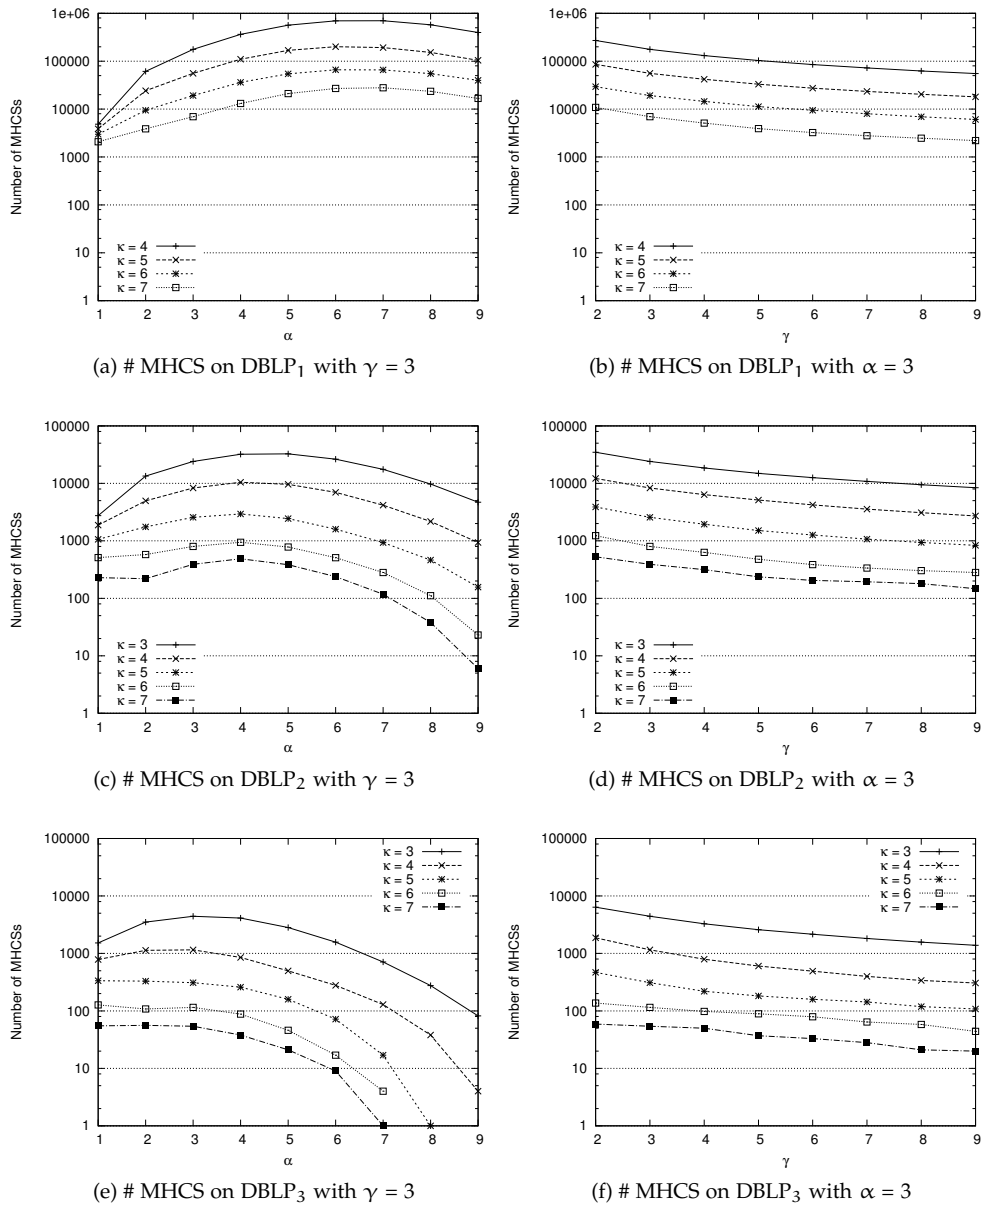 1e+06
100000
10000
1000
100
10
1
Number of MHCSs
κ = 4
κ = 5
κ = 6
κ = 7
1 2 3 4 5 6 7 8 9
α
(a) # MHCS on DBLP1 with γ = 3
1e+06
100000
10000
1000
100
10
1
Number of MHCSs
κ = 4
κ = 5
κ = 6
κ = 7
2 3 4 5 6 7 8 9
γ
(b) # MHCS on DBLP1 with α = 3
100000
10000
1000
100
10
1
Number of MHCSs
κ = 3
κ = 4
κ = 5
κ = 6
κ = 7
1 2 3 4 5 6 7 8 9
α
(c) # MHCS on DBLP2 with γ = 3
100000
10000
1000
100
10
1
Number of MHCSs
κ = 3
κ = 4
κ = 5
κ = 6
κ = 7
2 3 4 5 6 7 8 9
γ
(d) # MHCS on DBLP2 with α = 3
100000
10000
1000
100
10
1
Number of MHCSs
κ = 3
κ = 4
κ = 5
κ = 6
κ = 7
1 2 3 4 5 6 7 8 9
α
(e) # MHCS on DBLP3 with γ = 3
100000
10000
1000
100
10
1
Number of MHCSs
κ = 3
κ = 4
κ = 5
κ = 6
κ = 7
2 3 4 5 6 7 8 9
γ
(f) # MHCS on DBLP3 with α = 3